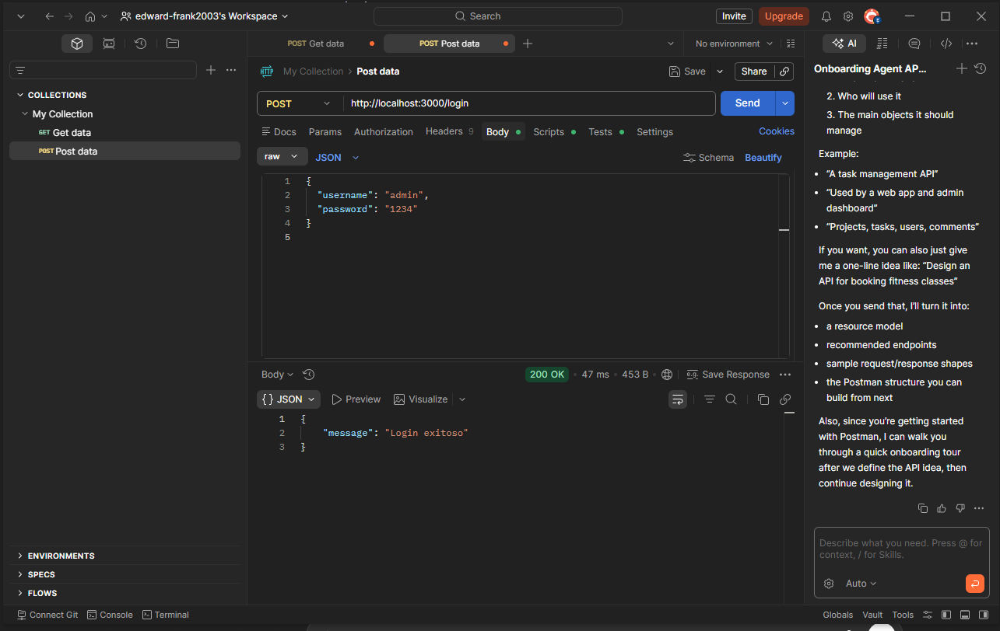 edward-frank2003's Workspace
Search
Invite
Upgrade
POST Get data
POST Post data
No environment
AI
COLLECTIONS
My Collection
GET Get data
POST Post data
HTTP
My Collection > Post data
Save
Share
POST
http://localhost:3000/login
Send
Docs
Params
Authorization
Headers 9
Body
Scripts
Tests
Settings
Cookies
raw
JSON
Schema
Beautify
1 {
2 "username": "admin",
3 "password": "1234"
4 }
5
Body
200 OK
47 ms
453 B
e.g.
Save Response
{} JSON
Preview
Visualize
1 {
2 "message": "Login exitoso"
3 }
Onboarding Agent AP...
2. Who will use it
3. The main objects it should
manage
Example:
• “A task management API”
• “Used by a web app and admin
dashboard”
• “Projects, tasks, users, comments”
If you want, you can also just give
me a one-line idea like: “Design an
API for booking fitness classes”
Once you send that, I’ll turn it into:
• a resource model
• recommended endpoints
• sample request/response shapes
• the Postman structure you can
build from next
Also, since you’re getting started
with Postman, I can walk you
through a quick onboarding tour
after we define the API idea, then
continue designing it.
Describe what you need. Press @ for
context, / for Skills.
Auto
ENVIRONMENTS
SPECS
FLOWS
Connect Git
Console
Terminal
Globals
Vault
Tools